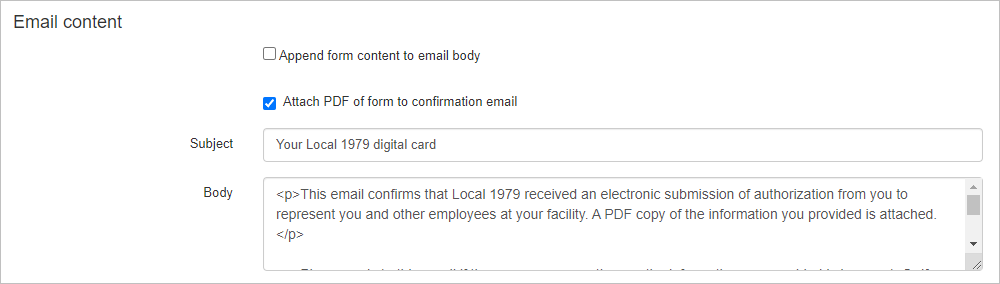 Email content
Append form content to email body
Attach PDF of form to confirmation email
Subject
Your Local 1979 digital card
Body
<p>This email confirms that Local 1979 received an electronic submission of authorization from you to
represent you and other employees at your facility. A PDF copy of the information you provided is attached.
</p>